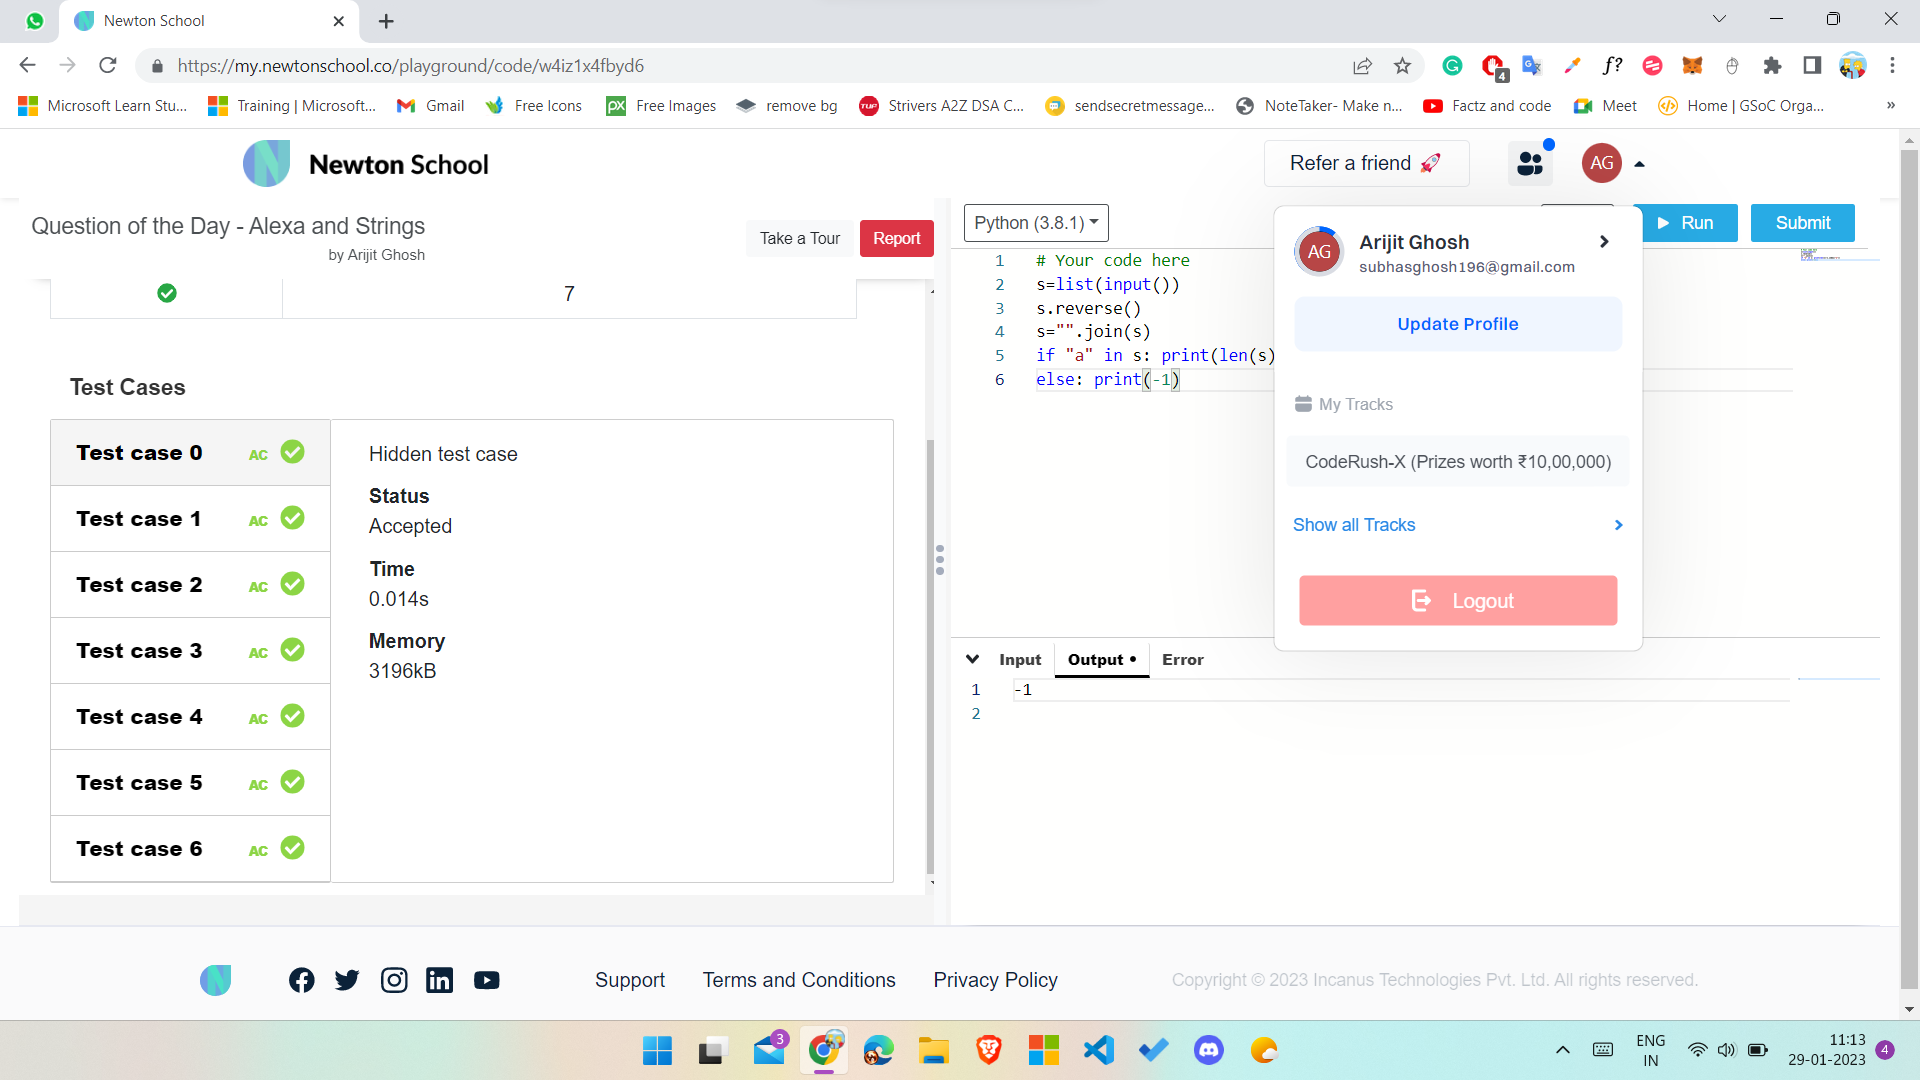 Newton School
https://my.newtonschool.co/playground/code/w4iz1x4fbyd6
4
f?
Microsoft Learn Stu...
Training | Microsoft...
Gmail
Free Icons
Free Images
remove bg
Strivers A2Z DSA C...
sendsecretmessage...
NoteTaker- Make n...
Factz and code
Meet
Home | GSoC Orga...
»
Newton School
Refer a friend 🚀
AG
Question of the Day - Alexa and Strings
by Arijit Ghosh
Take a Tour
Report
Python (3.8.1)
Run
Submit
7
Test Cases
Test case 0 AC
Test case 1 AC
Test case 2 AC
Test case 3 AC
Test case 4 AC
Test case 5 AC
Test case 6 AC
Hidden test case
Status
Accepted
Time
0.014s
Memory
3196kB
1 # Your code here
2 s=list(input())
3 s.reverse()
4 s="".join(s)
5 if "a" in s: print(len(s)
6 else: print(-1)
AG
Arijit Ghosh
subhasghosh196@gmail.com
Update Profile
My Tracks
CodeRush-X (Prizes worth ₹10,00,000)
Show all Tracks
Logout
Input
Output •
Error
1 -1
2
Support
Terms and Conditions
Privacy Policy
Copyright © 2023 Incanus Technologies Pvt. Ltd. All rights reserved.
3
ENG
IN
11:13
29-01-2023
4